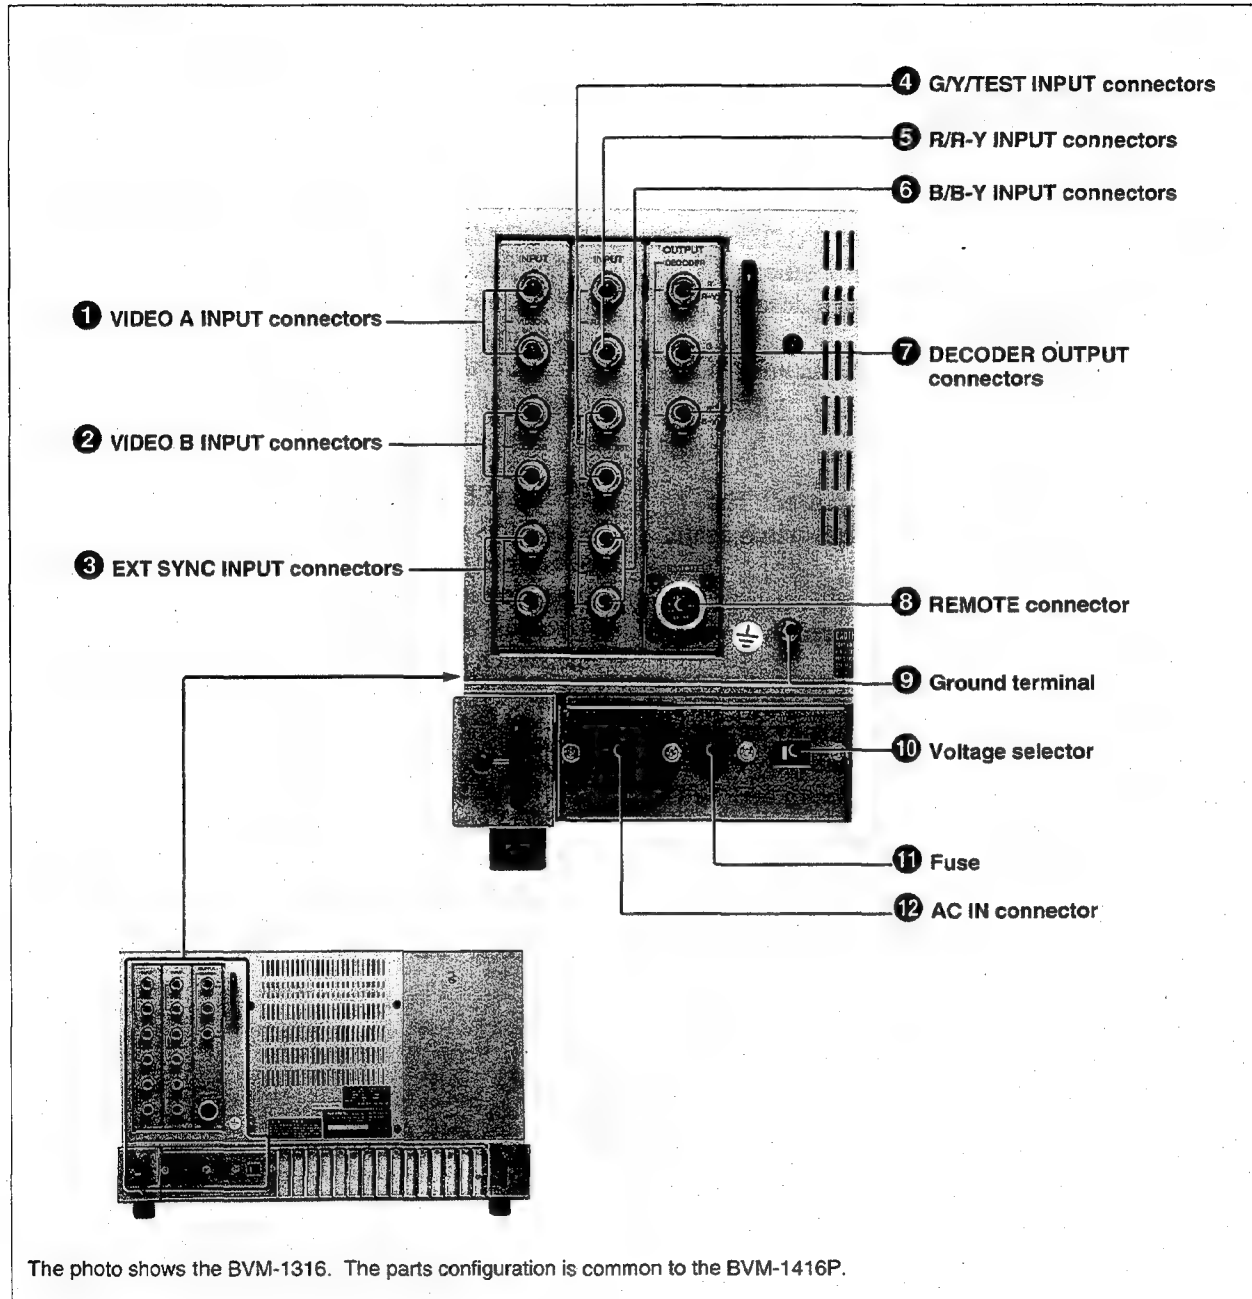 4 G/Y/TEST INPUT connectors
5 R/R-Y INPUT connectors
6 B/B-Y INPUT connectors
INPUT
INPUT
OUTPUT
DECODER
R
R-Y
1 VIDEO A INPUT connectors
7 DECODER OUTPUT
connectors
2 VIDEO B INPUT connectors
3 EXT SYNC INPUT connectors
REMOTE
8 REMOTE connector
9 Ground terminal
10 Voltage selector
11 Fuse
12 AC IN connector
The photo shows the BVM-1316. The parts configuration is common to the BVM-1416P.